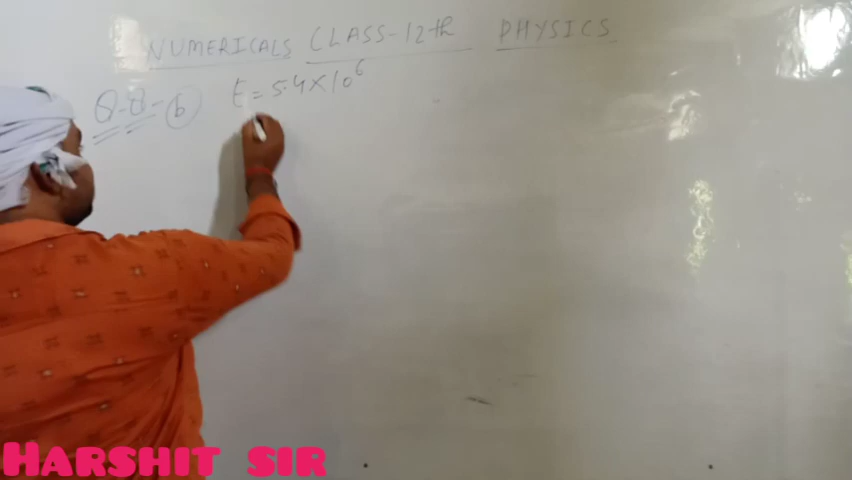 NUMERICALS CLASS-12th PHYSICS
Q-8- b E = 5.4×10⁶
HARSHIT SIR